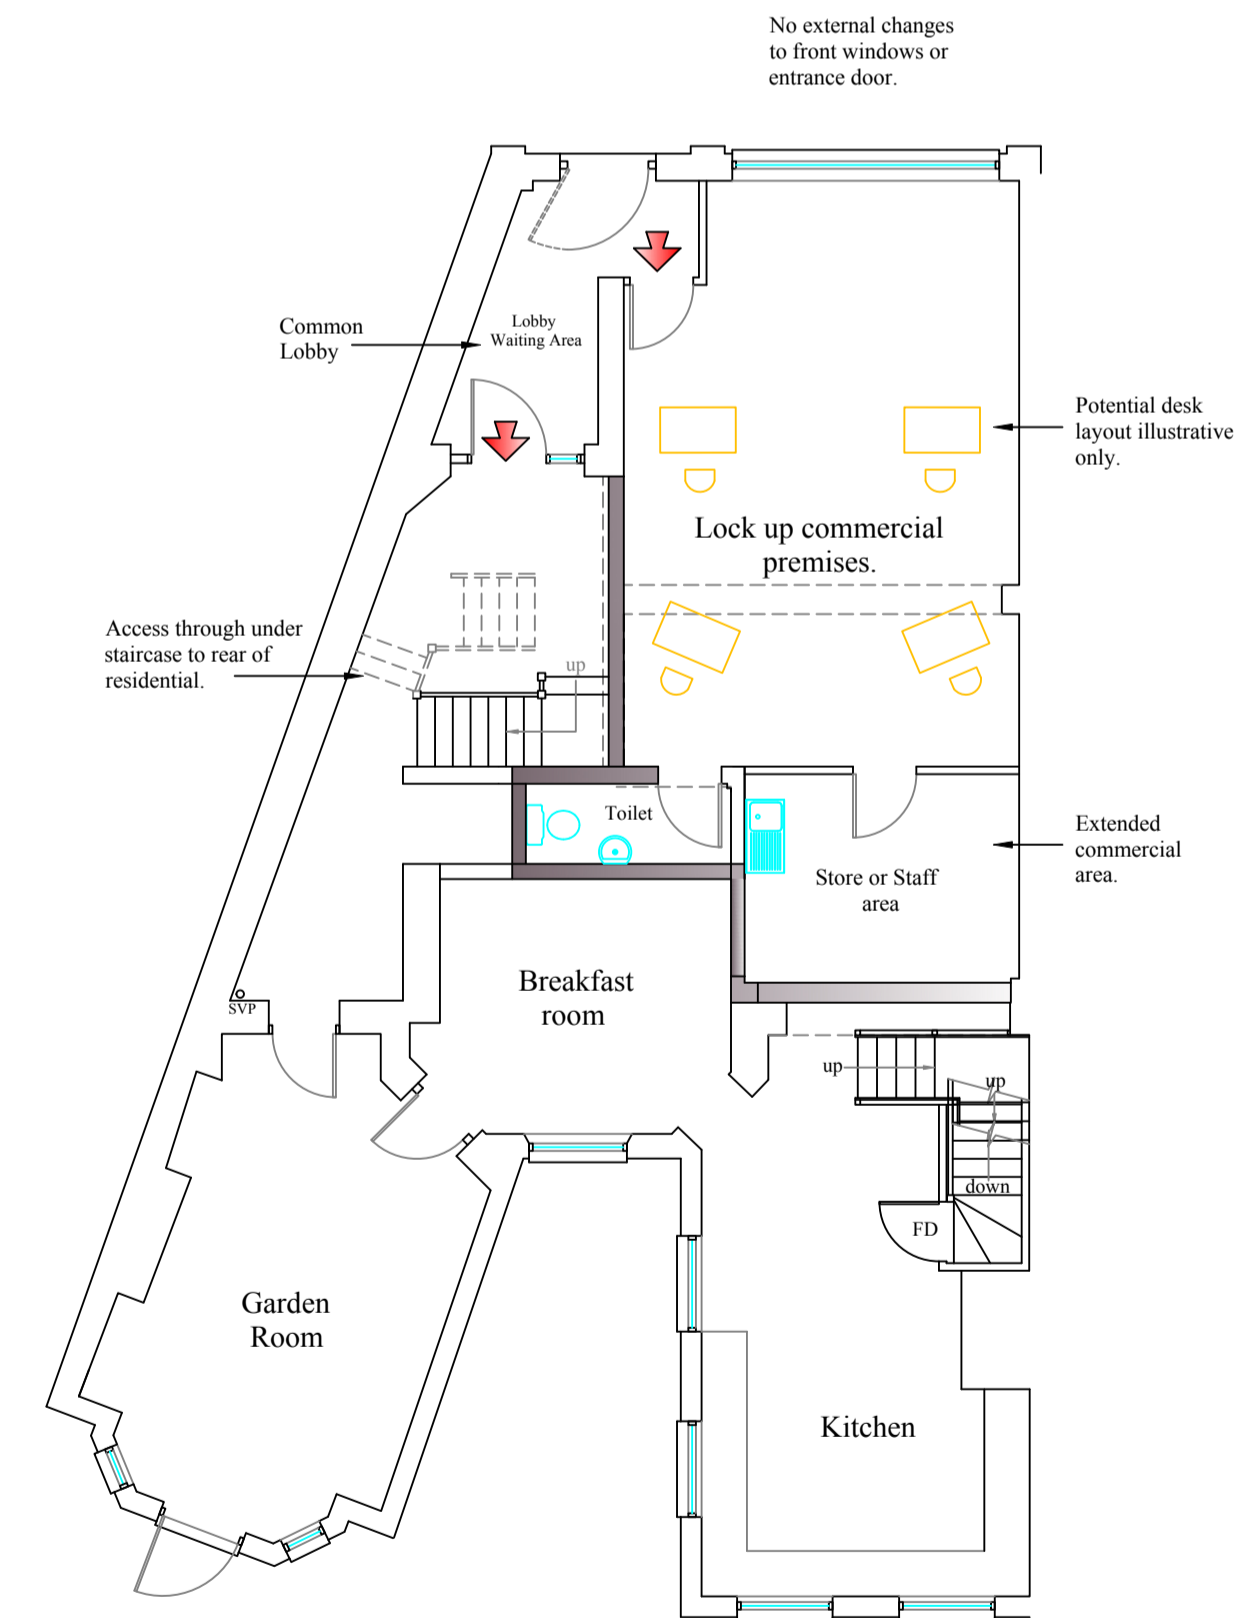 No external changes
to front windows or
entrance door.
Common
Lobby
Lobby
Waiting Area
Potential desk
layout illustrative
only.
Lock up commercial
premises.
Access through under
staircase to rear of
residential.
up
Toilet
Extended
commercial
area.
Store or Staff
area
Breakfast
room
SVP
up
up
down
FD
Garden
Room
Kitchen